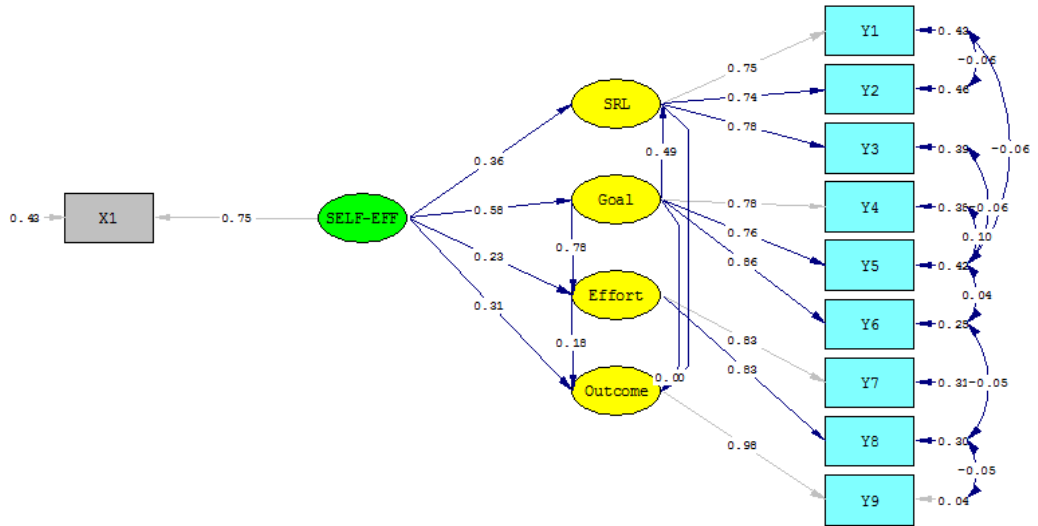 Y1
0.43
-0.06
0.75
Y2
SRL
0.74
0.46
0.78
Y3
0.39
-0.06
0.36
0.49
X1
0.43
0.75
SELF-EFF
0.58
Goal
0.78
Y4
-0.06
0.76
0.10
0.86
Y5
0.42
0.23
0.78
0.31
Effort
0.04
Y6
0.18
0.83
0.83
Y7
0.31
-0.05
0.00
Outcome
Y8
0.30
0.98
-0.05
Y9
0.04